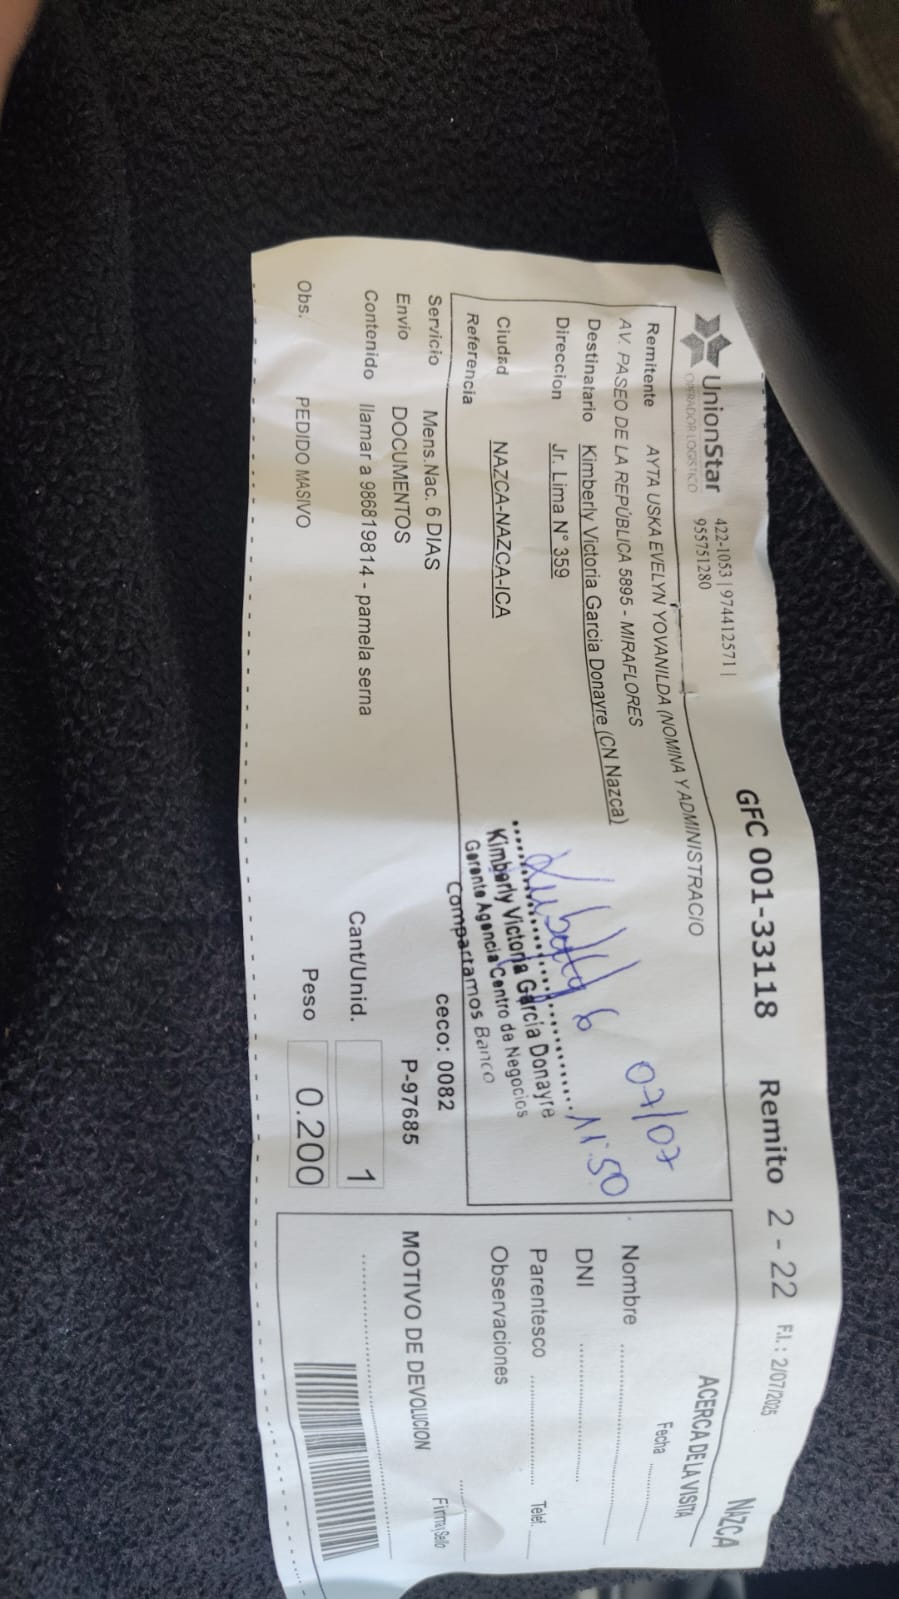 UnionStar
OPERADOR LOGISTICO
422-1053 | 974412571 |
955751280
GFC 001-33118 Remito 2 - 22 F.I.: 2/07/2025 NAZCA
Remitente AYTA USKA EVELYN YOVANILDA (NOMINA Y ADMINISTRACIO
AV. PASEO DE LA REPÚBLICA 5895 - MIRAFLORES
Destinatario Kimberly Victoria Garcia Donayre (CN Nazca)
Direccion Jr. Lima N° 359
Ciudad NAZCA-NAZCA-ICA
Referencia
07/07
11:50
Kimberly Victoria Garcia Donayre
Gerente Agencia Centro de Negocios
Compartamos Banco
Servicio Mens.Nac. 6 DIAS ceco: 0082
Envio DOCUMENTOS P-97685
Contenido llamar a 986819814 - pamela serna Cant/Unid. 1
Obs. PEDIDO MASIVO Peso 0.200
ACERCA DE LA VISITA
Fecha
Nombre
DNI
Parentesco Telef.
Observaciones
Firma/Sello
MOTIVO DE DEVOLUCION